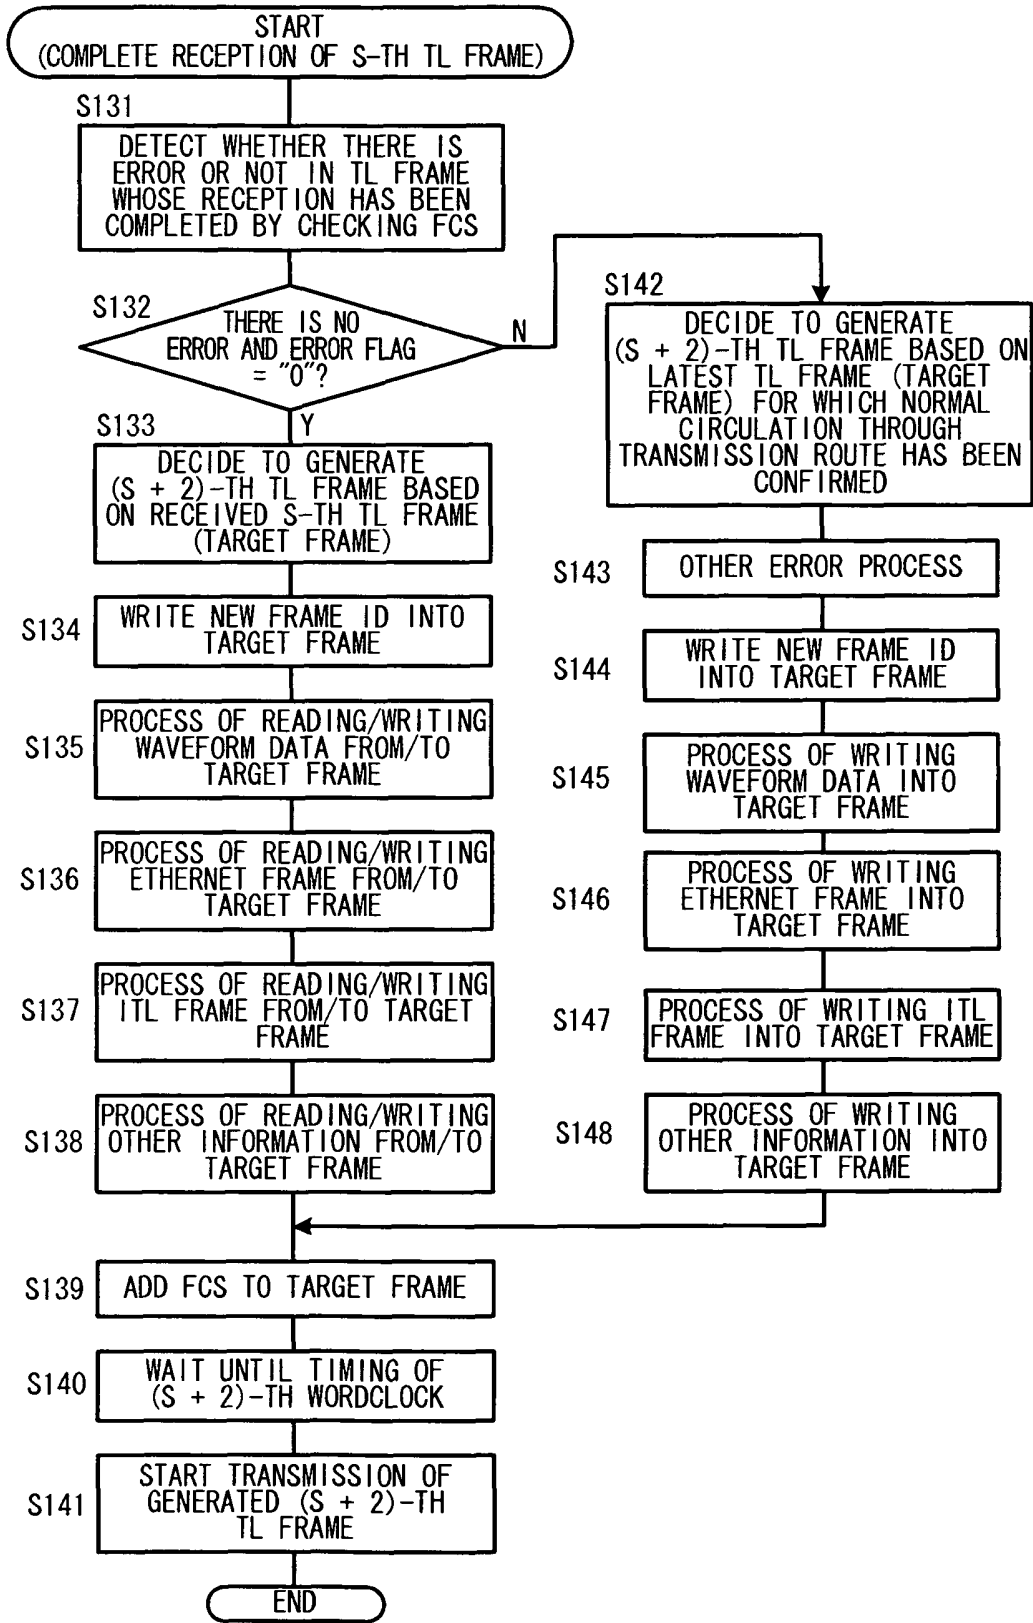 START
(COMPLETE RECEPTION OF S-TH TL FRAME)
S131
DETECT WHETHER THERE IS
ERROR OR NOT IN TL FRAME
WHOSE RECEPTION HAS BEEN
COMPLETED BY CHECKING FCS
S132
THERE IS NO
ERROR AND ERROR FLAG
= "0"?
N
Y
S133
DECIDE TO GENERATE
(S + 2)-TH TL FRAME BASED
ON RECEIVED S-TH TL FRAME
(TARGET FRAME)
S134
WRITE NEW FRAME ID INTO
TARGET FRAME
S135
PROCESS OF READING/WRITING
WAVEFORM DATA FROM/TO
TARGET FRAME
S136
PROCESS OF READING/WRITING
ETHERNET FRAME FROM/TO
TARGET FRAME
S137
PROCESS OF READING/WRITING
ITL FRAME FROM/TO TARGET
FRAME
S138
PROCESS OF READING/WRITING
OTHER INFORMATION FROM/TO
TARGET FRAME
S142
DECIDE TO GENERATE
(S + 2)-TH TL FRAME BASED ON
LATEST TL FRAME (TARGET
FRAME) FOR WHICH NORMAL
CIRCULATION THROUGH
TRANSMISSION ROUTE HAS BEEN
CONFIRMED
S143
OTHER ERROR PROCESS
S144
WRITE NEW FRAME ID
INTO TARGET FRAME
S145
PROCESS OF WRITING
WAVEFORM DATA INTO
TARGET FRAME
S146
PROCESS OF WRITING
ETHERNET FRAME INTO
TARGET FRAME
S147
PROCESS OF WRITING ITL
FRAME INTO TARGET FRAME
S148
PROCESS OF WRITING
OTHER INFORMATION INTO
TARGET FRAME
S139
ADD FCS TO TARGET FRAME
S140
WAIT UNTIL TIMING OF
(S + 2)-TH WORDCLOCK
S141
START TRANSMISSION OF
GENERATED (S + 2)-TH
TL FRAME
END